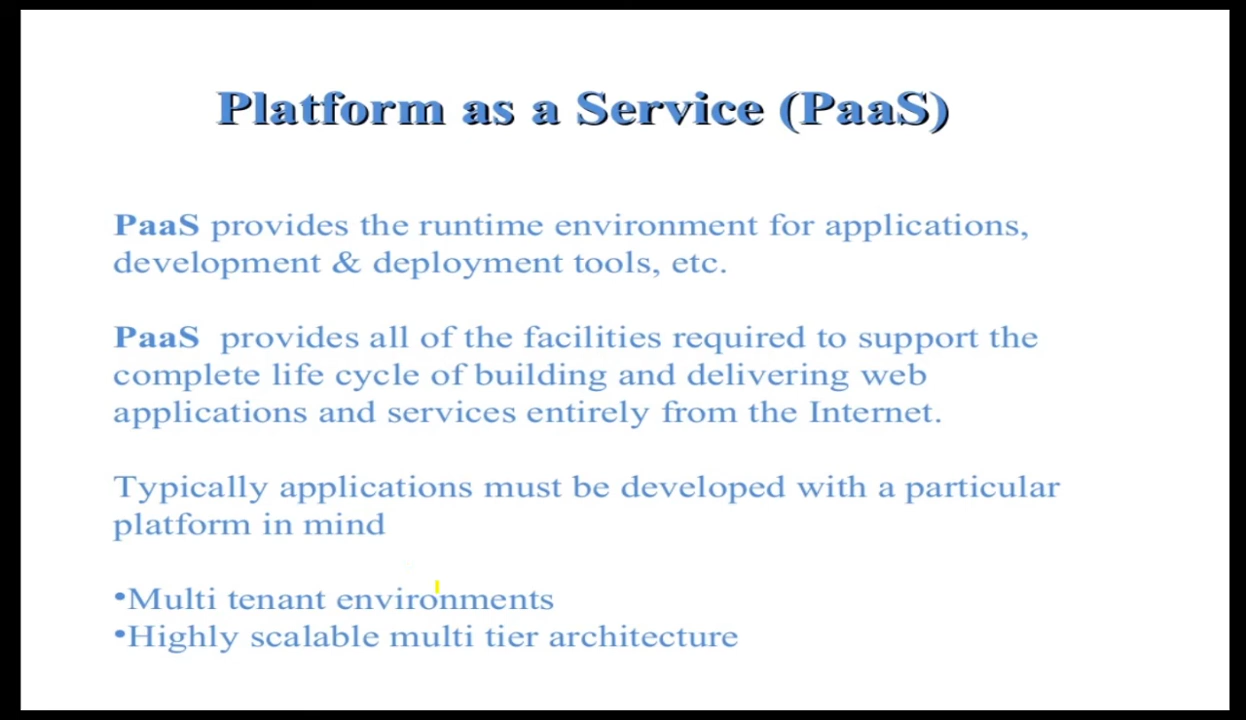 Platform as a Service (PaaS)
PaaS provides the runtime environment for applications,
development & deployment tools, etc.
PaaS provides all of the facilities required to support the
complete life cycle of building and delivering web
applications and services entirely from the Internet.
Typically applications must be developed with a particular
platform in mind
•Multi tenant environments
•Highly scalable multi tier architecture